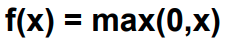 f(x) = max(0,x)